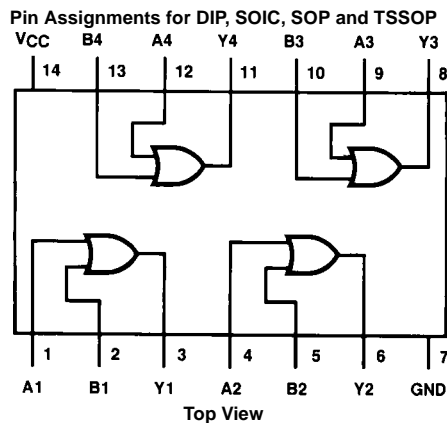 Pin Assignments for DIP, SOIC, SOP and TSSOP
VCC B4 A4 Y4 B3 A3 Y3
14 13 12 11 10 9 8
1 2 3 4 5 6 7
A1 B1 Y1 A2 B2 Y2 GND
Top View